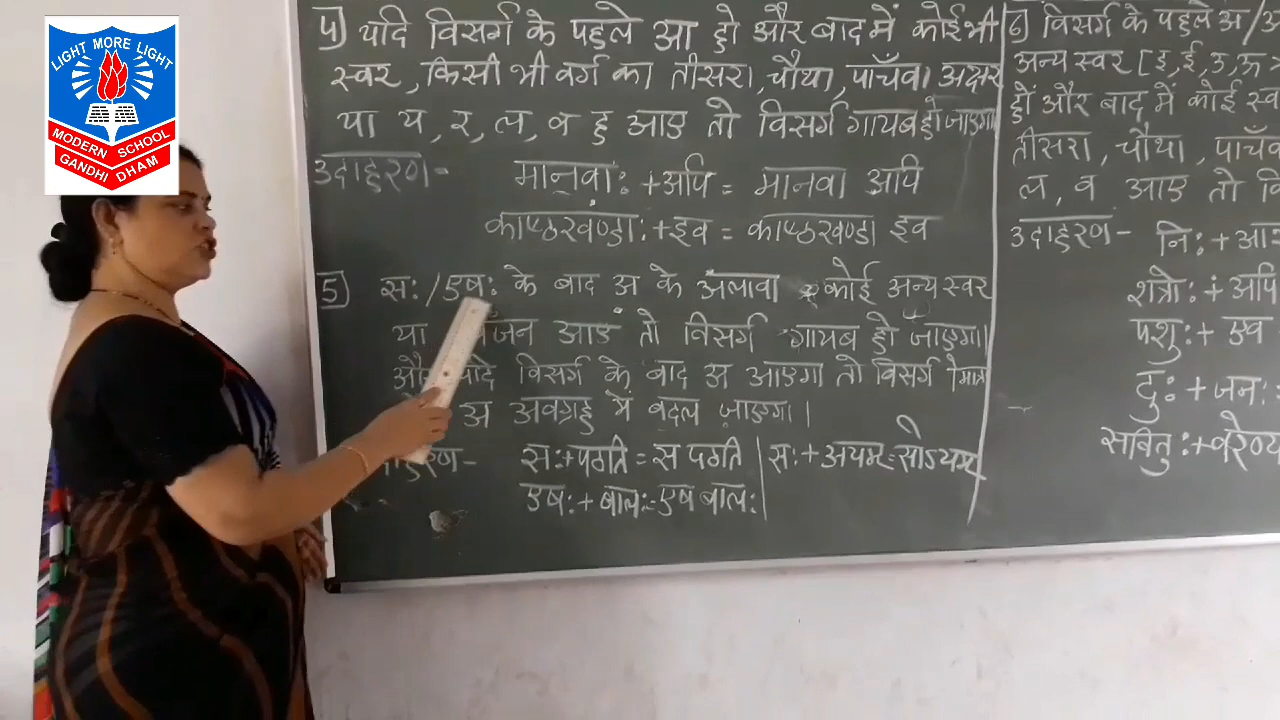 LIGHT MORE LIGHT
MODERN SCHOOL
GANDHI DHAM
4) यदि विसर्ग के पहले आ हो और बाद में कोई भी
स्वर, किसी भी वर्ग का तीसरा, चौथा, पाँचवा अक्षर
या य, र, ल, व ह आए तो विसर्ग गायब हो जाएगा।
उदाहरण- मानवाः + अपि = मानवा अपि
काष्ठखण्डाः + इव = काष्ठखण्डा इव
5) सः / एषः के बाद अ के अलावा कोई अन्य स्वर
या जन आए तो विसर्ग गायब हो जाएगा।
विसर्ग के बाद अ आएगा तो विसर्ग
अ अवग्रह में बदल जाएगा।
सः + पठति = स पठति | सः + अयम् = सोऽयम्
एषः + बालः = एष बालः
6) विसर्ग के पहले अ/
अन्य स्वर [इ, ई, उ, ऊ
हों और बाद में कोई स्व
तीसरा, चौथा, पाँचव
ल, व आए तो वि
उदाहरण- निः + आ
शत्रोः + अपि
पशुः + एव
दुः + जनः
सवितुः + वरेण्य